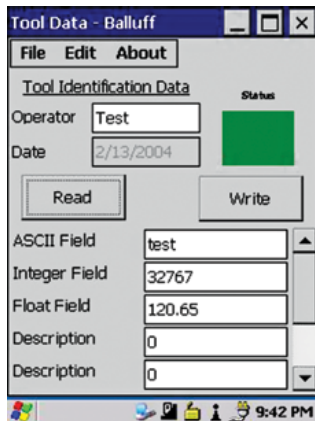 Tool Data - Balluff
File Edit About
Tool Identification Data
Status
Operator Test
Date 2/13/2004
Read Write
ASCII Field test
Integer Field 32767
Float Field 120.65
Description 0
Description 0
9:42 PM